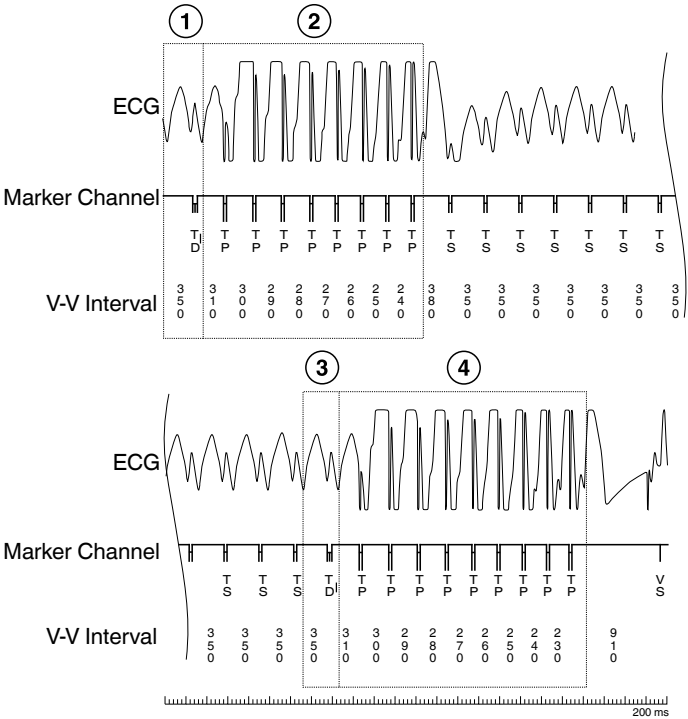 1 2
ECG
Marker Channel
TD TP TP TP TP TP TP TP TP TS TS TS TS TS TS TS
V-V Interval 350 310 300 290 280 270 260 250 240 380 350 350 350 350 350 350 350
3 4
ECG
Marker Channel
TS TS TS TD TP TP TP TP TP TP TP TP TP VS
V-V Interval 350 350 350 350 310 300 290 280 270 260 250 240 230 910
200 ms